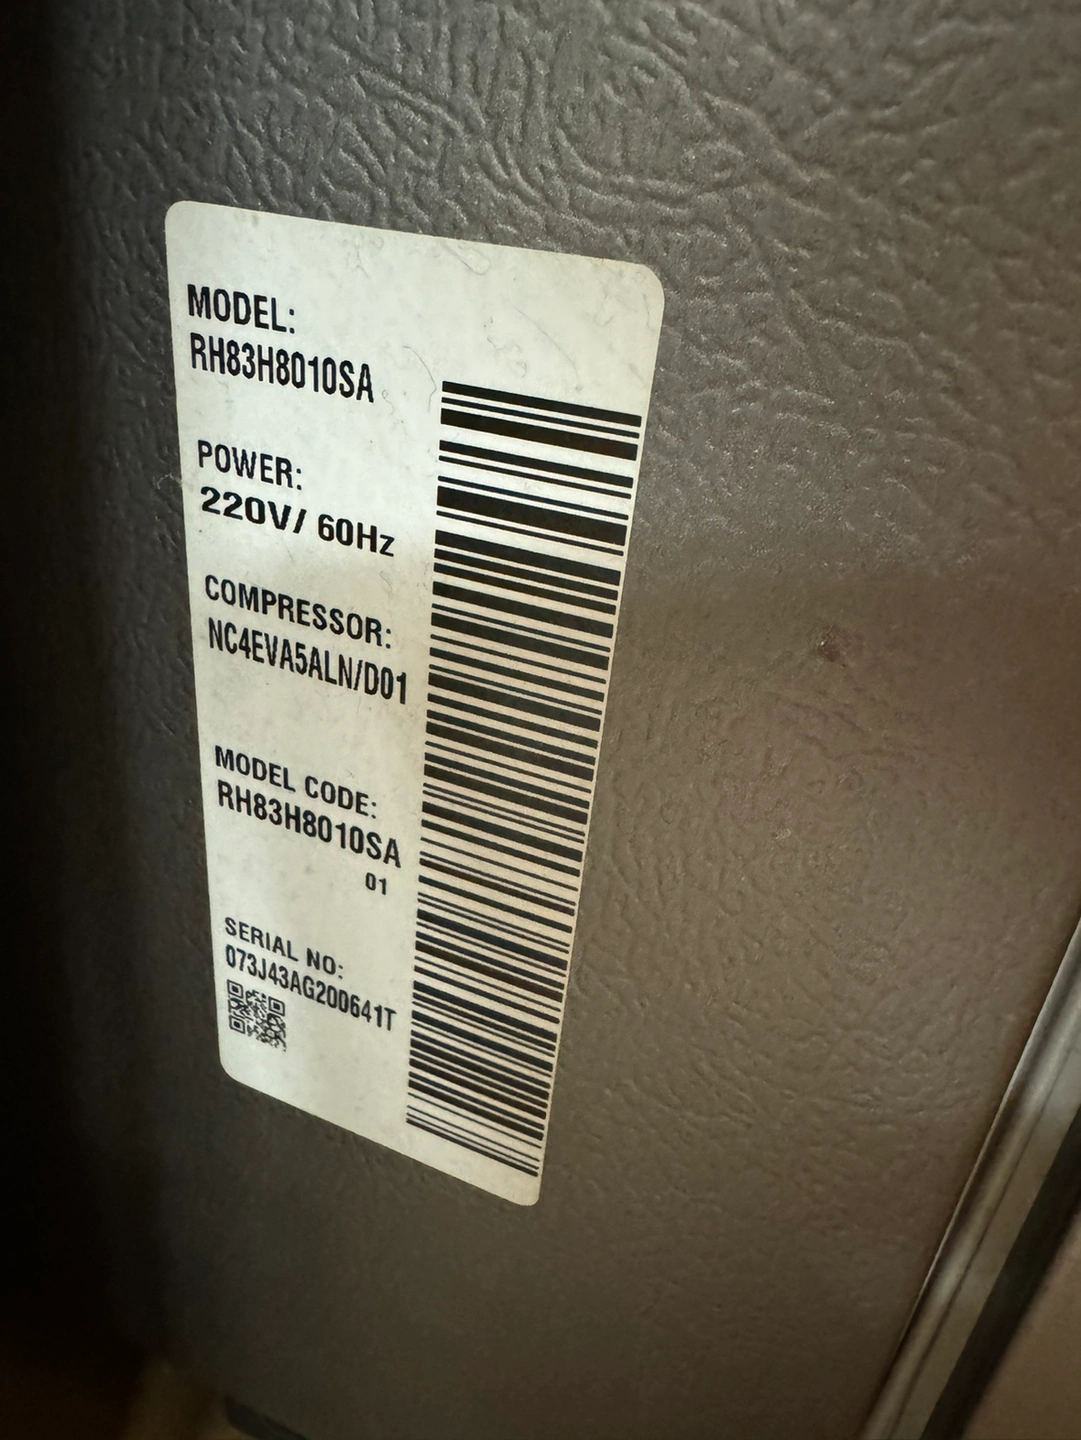 MODEL:
RH83H8010SA
POWER:
220V/ 60Hz
COMPRESSOR:
NC4EVA5ALN/D01
MODEL CODE:
RH83H8010SA
01
SERIAL NO:
073J43AG200641T